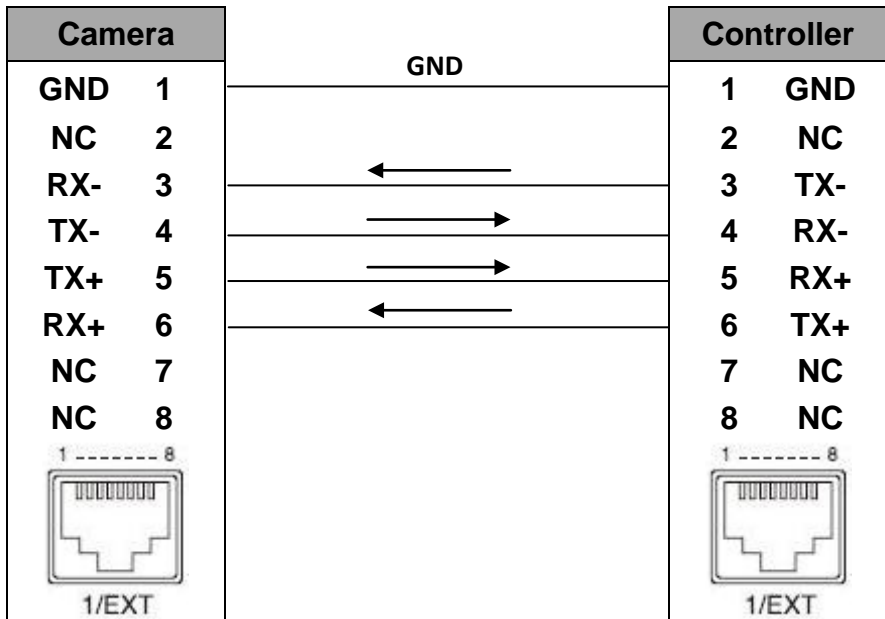 Camera Controller
GND
GND 1 1 GND
NC 2 2 NC
RX- 3 3 TX-
TX- 4 4 RX-
TX+ 5 5 RX+
RX+ 6 6 TX+
NC 7 7 NC
NC 8 8 NC
1 -------- 8 1 -------- 8
1/EXT 1/EXT